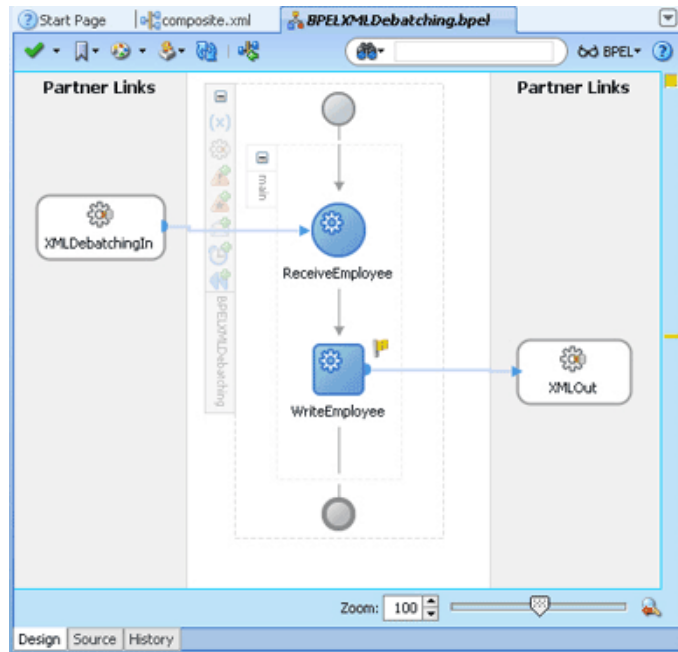 Start Page composite.xml BPELXMLDebatching.bpel
BPEL
Partner Links Partner Links
(x)
main
XMLDebatchingIn
ReceiveEmployee
BPELXMLDebatching
XMLOut
WriteEmployee
Zoom: 100
Design Source History